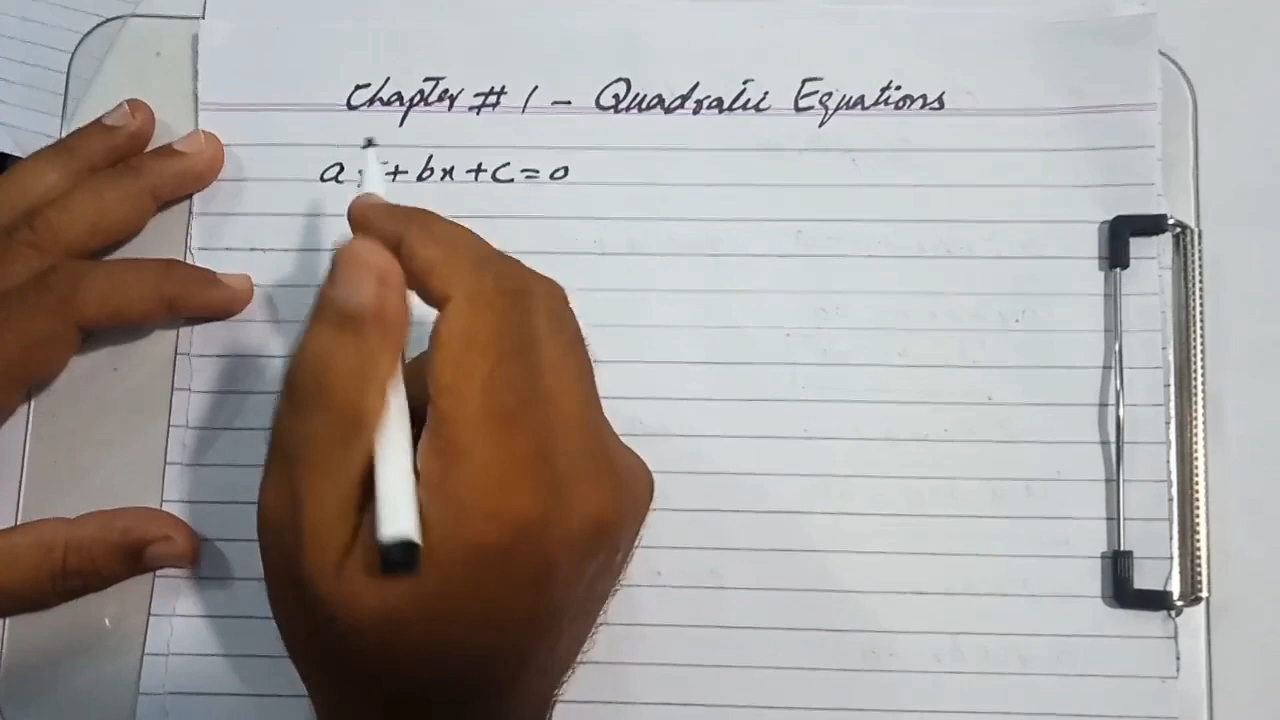 Chapter # 1 - Quadratic Equations
a + bx + c = 0